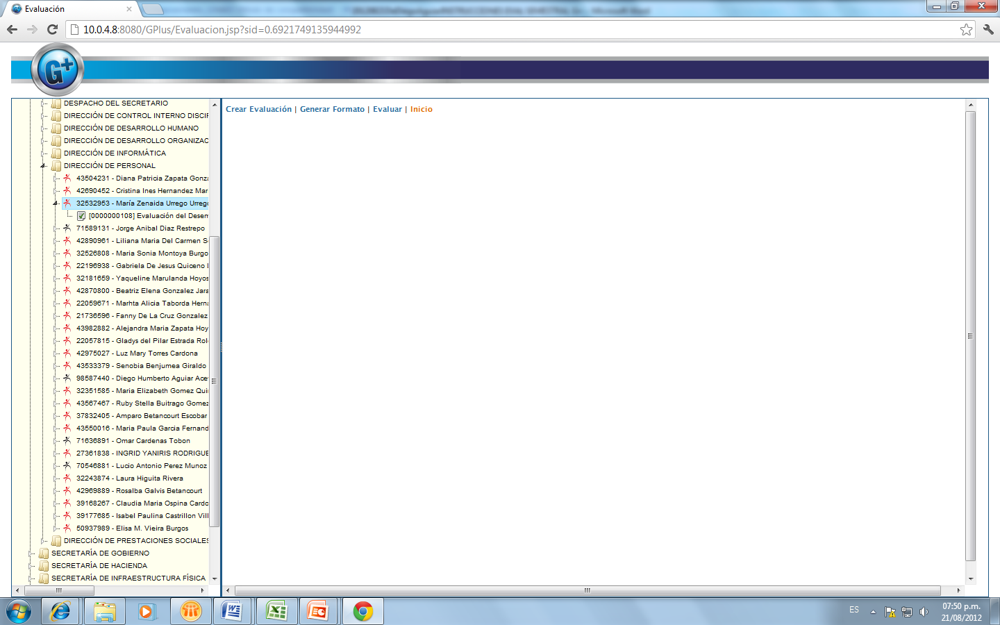 Evaluación
10.0.4.8:8080/GPlus/Evaluacion.jsp?sid=0.6921749135944992
G+
DESPACHO DEL SECRETARIO
DIRECCIÓN DE CONTROL INTERNO DISCIF
DIRECCIÓN DE DESARROLLO HUMANO
DIRECCIÓN DE DESARROLLO ORGANIZAC
DIRECCIÓN DE INFORMÁTICA
DIRECCIÓN DE PERSONAL
43504231 - Diana Patricia Zapata Gonza
42690452 - Cristina Ines Hernandez Mar
32532953 - María Zenaida Urrego Urrego
[0000000108] Evaluación del Desem
71589131 - Jorge Anibal Diaz Restrepo
42890961 - Liliana Maria Del Carmen S
32526808 - Maria Sonia Montoya Burgo
22196938 - Gabriela De Jesus Quiceno
32181659 - Yaqueline Marulanda Hoyos
42870800 - Beatriz Elena Gonzalez Jara
22059671 - Marhta Alicia Taborda Herna
21736596 - Fanny De La Cruz Gonzalez
43982882 - Alejandra Maria Zapata Hoy
22057815 - Gladys del Pilar Estrada Rol
42975027 - Luz Mary Torres Cardona
43533379 - Senobia Benjumea Giraldo
98587440 - Diego Humberto Aguiar Ace
32351585 - Maria Elizabeth Gomez Qui
43567467 - Ruby Stella Buitrago Gomez
37832405 - Amparo Betancourt Escobar
43550016 - Maria Paula Garcia Fernand
71636891 - Omar Cardenas Tobon
27361838 - INGRID YANIRIS RODRIGUE
70546881 - Lucio Antonio Perez Munoz
32243874 - Laura Higuita Rivera
42969889 - Rosalba Galvis Betancourt
39168267 - Claudia Maria Ospina Cardo
39177685 - Isabel Paulina Castrillon Vill
50937989 - Elisa M. Vieira Burgos
DIRECCIÓN DE PRESTACIONES SOCIALES
SECRETARÍA DE GOBIERNO
SECRETARÍA DE HACIENDA
SECRETARÍA DE INFRAESTRUCTURA FÍSICA
Crear Evaluación | Generar Formato | Evaluar | Inicio
ES
07:50 p.m.
21/08/2012